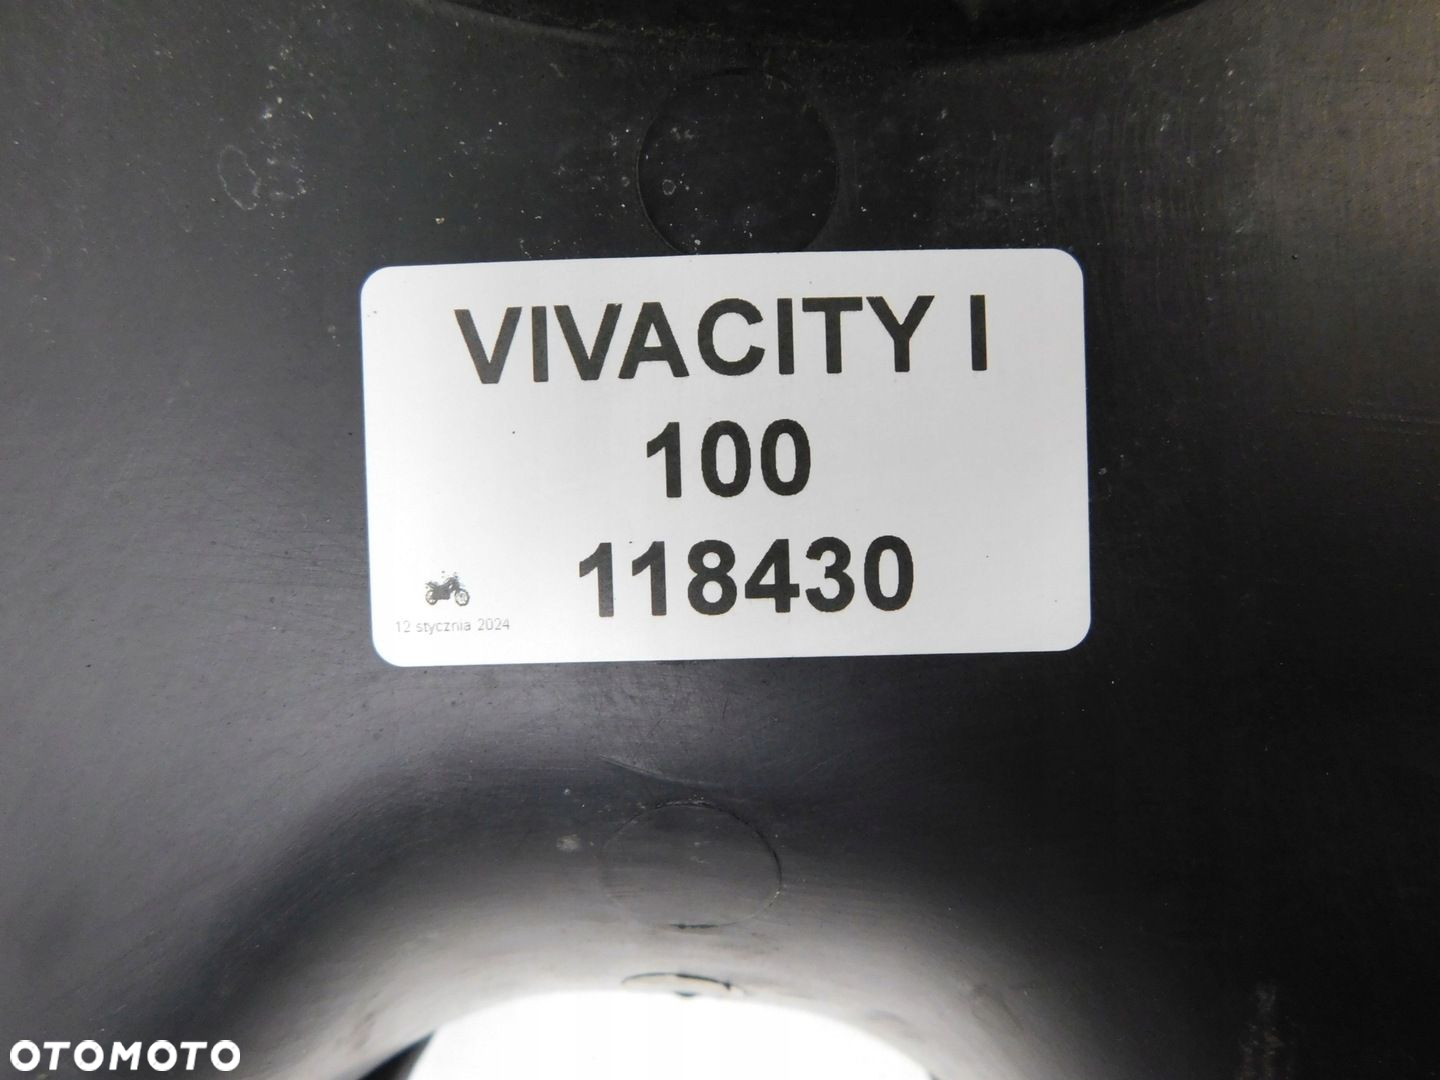 VIVACITY I
100
118430
12 stycznia 2024
OTOMOTO